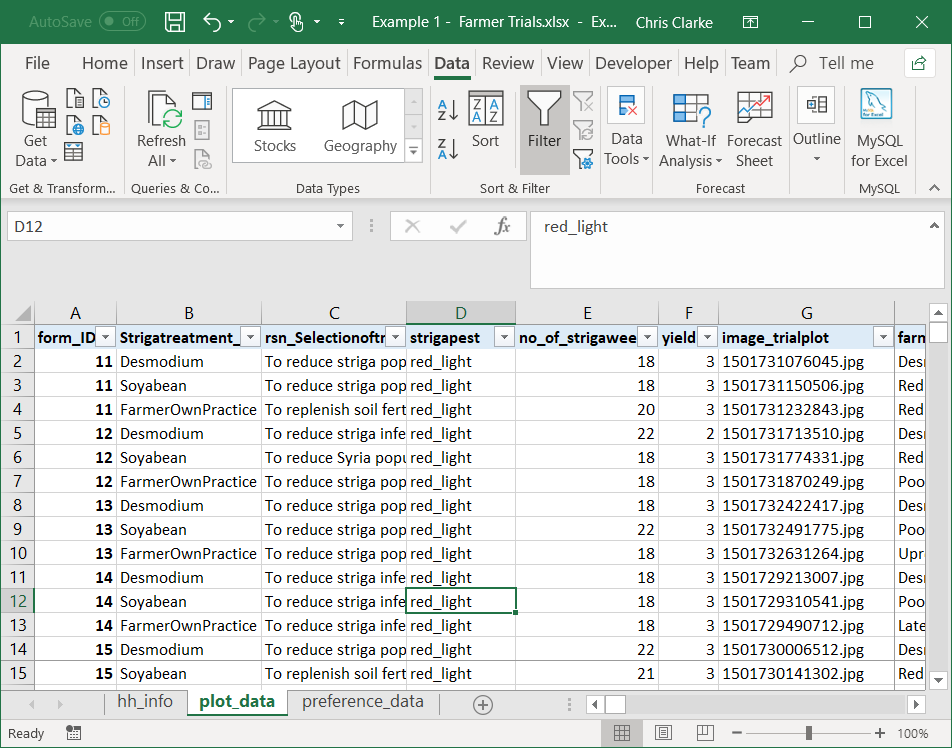 AutoSave Off Example 1 - Farmer Trials.xlsx - Ex... Chris Clarke
File Home Insert Draw Page Layout Formulas Data Review View Developer Help Team Tell me
Get Data
Refresh All
Stocks Geography
Sort
Filter
Data Tools
What-If Analysis
Forecast Sheet
Outline
MySQL for Excel
Get & Transform... Queries & Co... Data Types Sort & Filter Forecast MySQL
D12 fx red_light
A B C D E F G
1 form_ID Strigatreatment_ rsn_Selectionoftr strigapest no_of_strigawee yield image_trialplot farn
2 11 Desmodium To reduce striga pop red_light 18 3 1501731076045.jpg Des
3 11 Soyabean To reduce striga pop red_light 18 3 1501731150506.jpg Red
4 11 FarmerOwnPractice To replenish soil fert red_light 20 3 1501731232843.jpg Red
5 12 Desmodium To reduce striga infe red_light 22 2 1501731713510.jpg Des
6 12 Soyabean To reduce Syria popu red_light 18 3 1501731774331.jpg Red
7 12 FarmerOwnPractice To reduce striga pop red_light 18 3 1501731870249.jpg Poo
8 13 Desmodium To reduce striga pop red_light 18 3 1501732422417.jpg Des
9 13 Soyabean To reduce striga pop red_light 22 3 1501732491775.jpg Poo
10 13 FarmerOwnPractice To reduce striga pop red_light 18 3 1501732631264.jpg Upr
11 14 Desmodium To reduce striga infe red_light 18 3 1501729213007.jpg Des
12 14 Soyabean To reduce striga infe red_light 18 3 1501729310541.jpg Poo
13 14 FarmerOwnPractice To reduce striga infe red_light 18 3 1501729490712.jpg Late
14 15 Desmodium To reduce striga pop red_light 22 3 1501730006512.jpg Des
15 15 Soyabean To replenish soil fert red_light 21 3 1501730141302.jpg Red
hh_info plot_data preference_data
Ready 100%